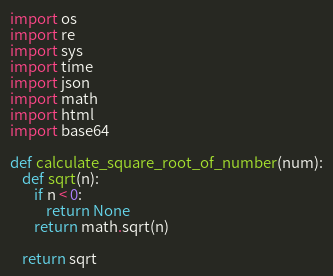 import os
import re
import sys
import time
import json
import math
import html
import base64

def calculate_square_root_of_number(num):
    def sqrt(n):
        if n < 0:
            return None
        return math.sqrt(n)

    return sqrt